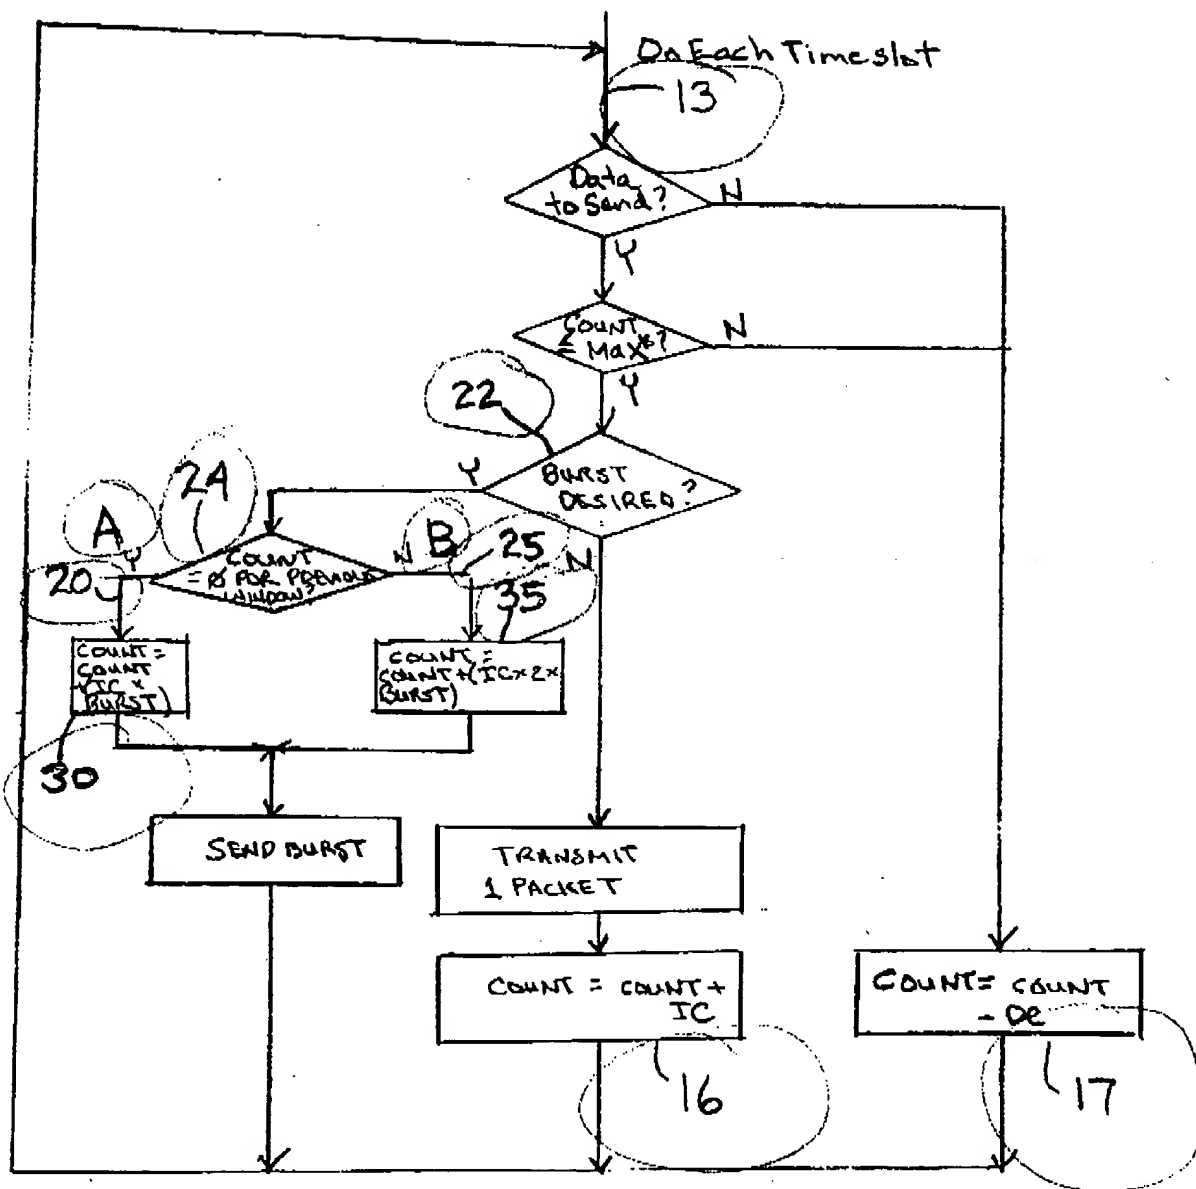 On Each Timeslot
13
Data
to Send?
N
Y
COUNT
≤ MAX*?
N
Y
22
BURST
DESIRED?
Y
N
24
A
B
COUNT
= Ø FOR PREVIOUS
WINDOW?
Y
N
25
20
35
COUNT =
COUNT
+(IC ×
BURST)
COUNT =
COUNT+(IC×2×
BURST)
30
SEND BURST
TRANSMIT
1 PACKET
COUNT = COUNT +
IC
COUNT= COUNT
- DC
16
17